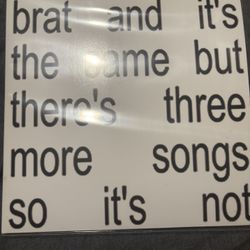 brat and it's
the same but
there's three
more songs
so it's not